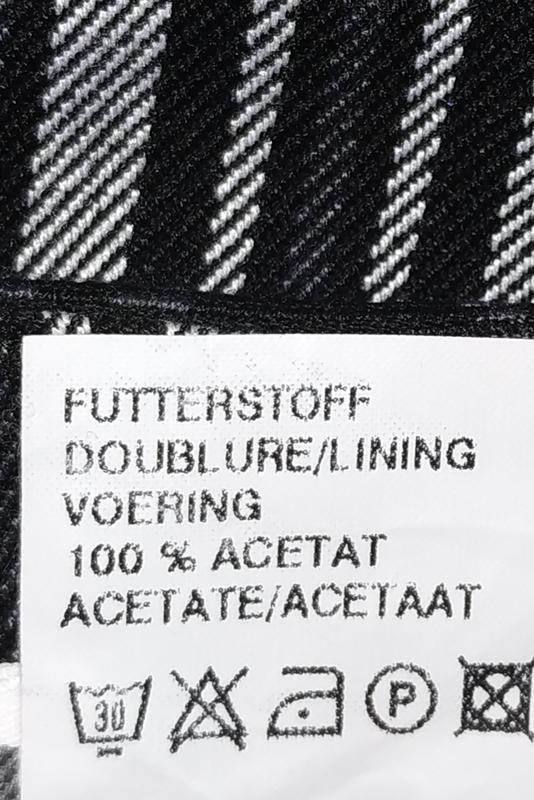 FUTTERSTOFF
DOUBLURE/LINING
VOERING
100 % ACETAT
ACETATE/ACETAAT
30 P